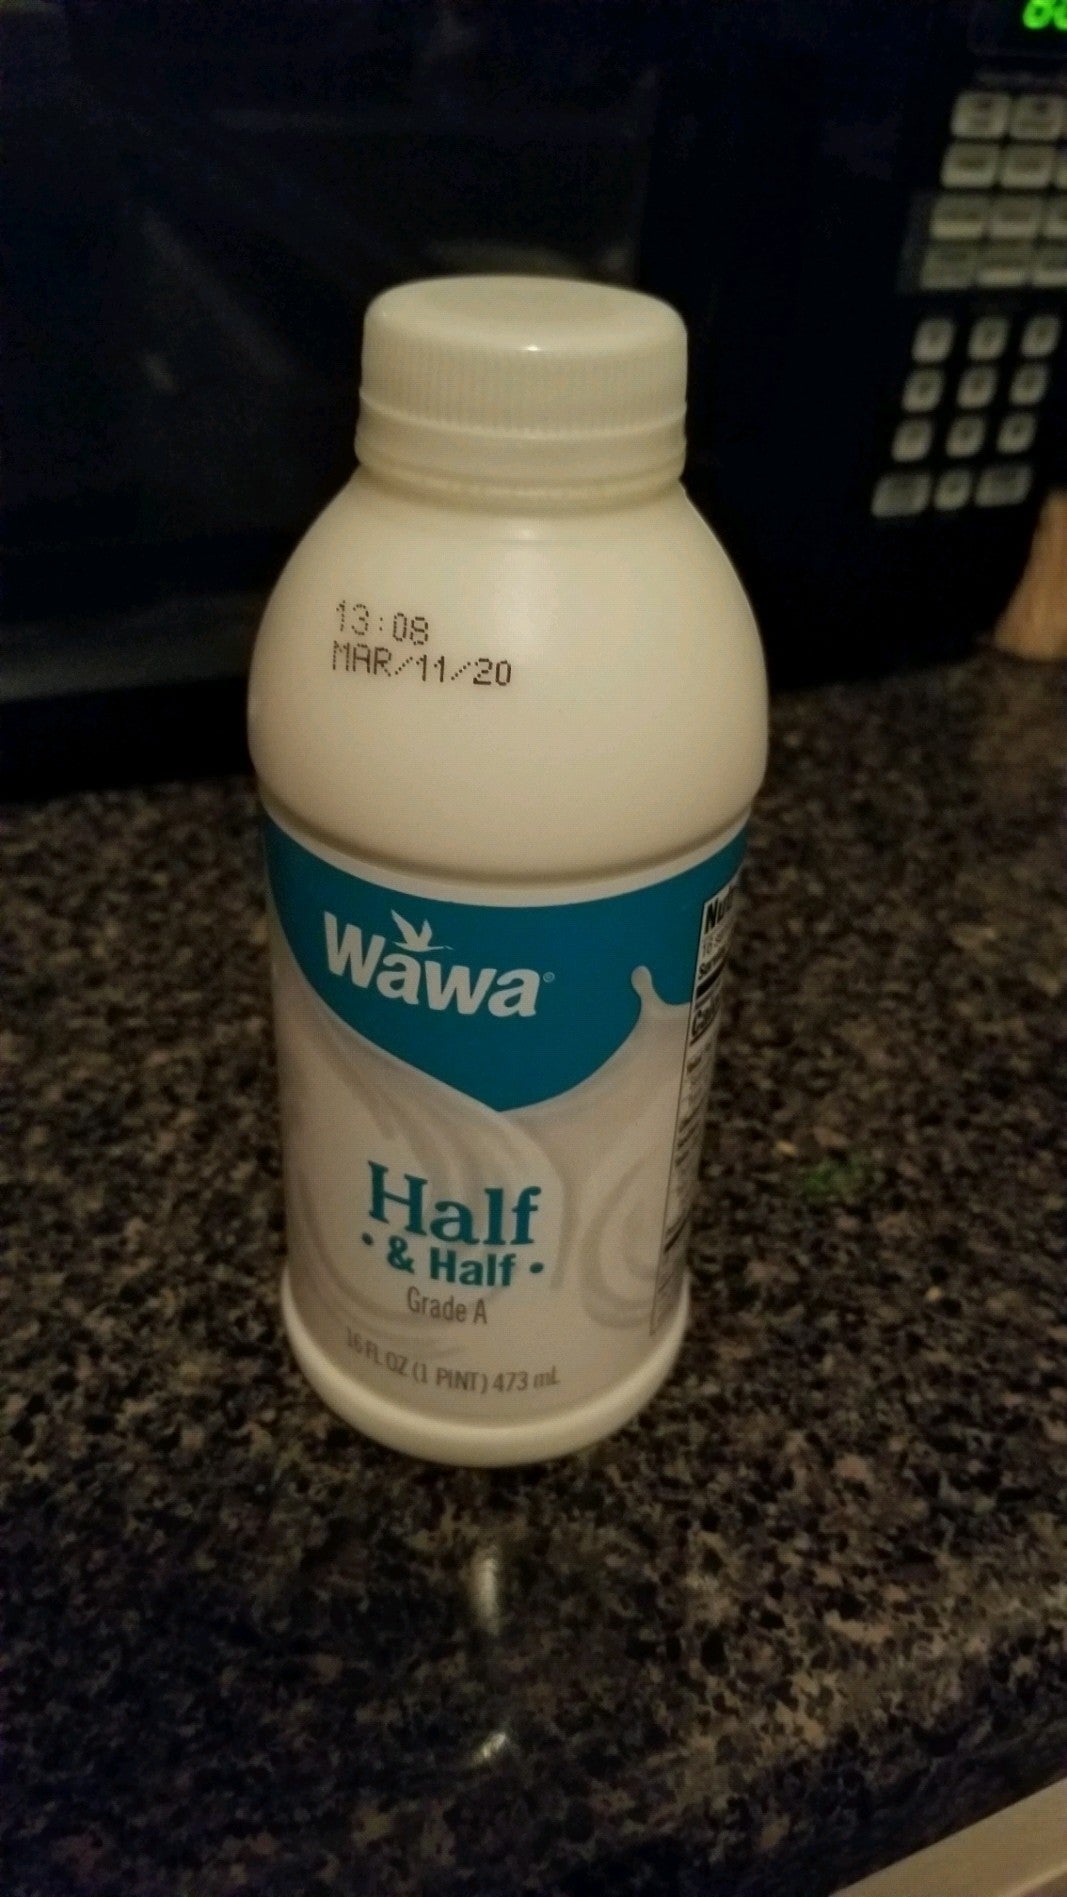 13:08
MAR/11/20
Wawa®
Half
• & Half •
Grade A
16 FL OZ (1 PINT) 473 mL